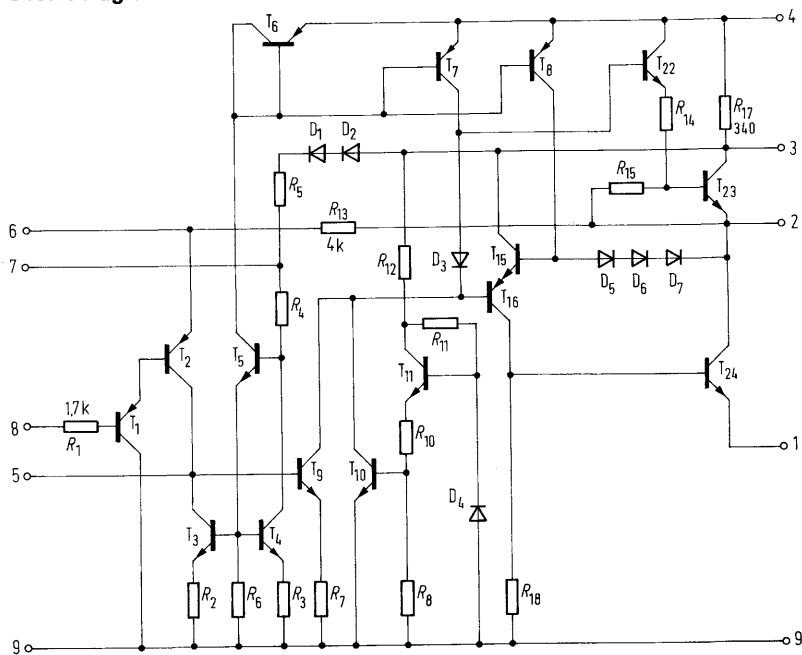 T6
4
T7
T8
T22
R14
R17
340
D1 D2
3
R5
R15
T23
R13
6
4k
2
7
R12
D3
T15
D5 D6 D7
R4
T16
R11
T2
T5
T11
T24
1,7k
8
R1
T1
R10
1
5
T9
T10
D4
T3
T4
R2
R6
R3
R7
R8
R18
9
9